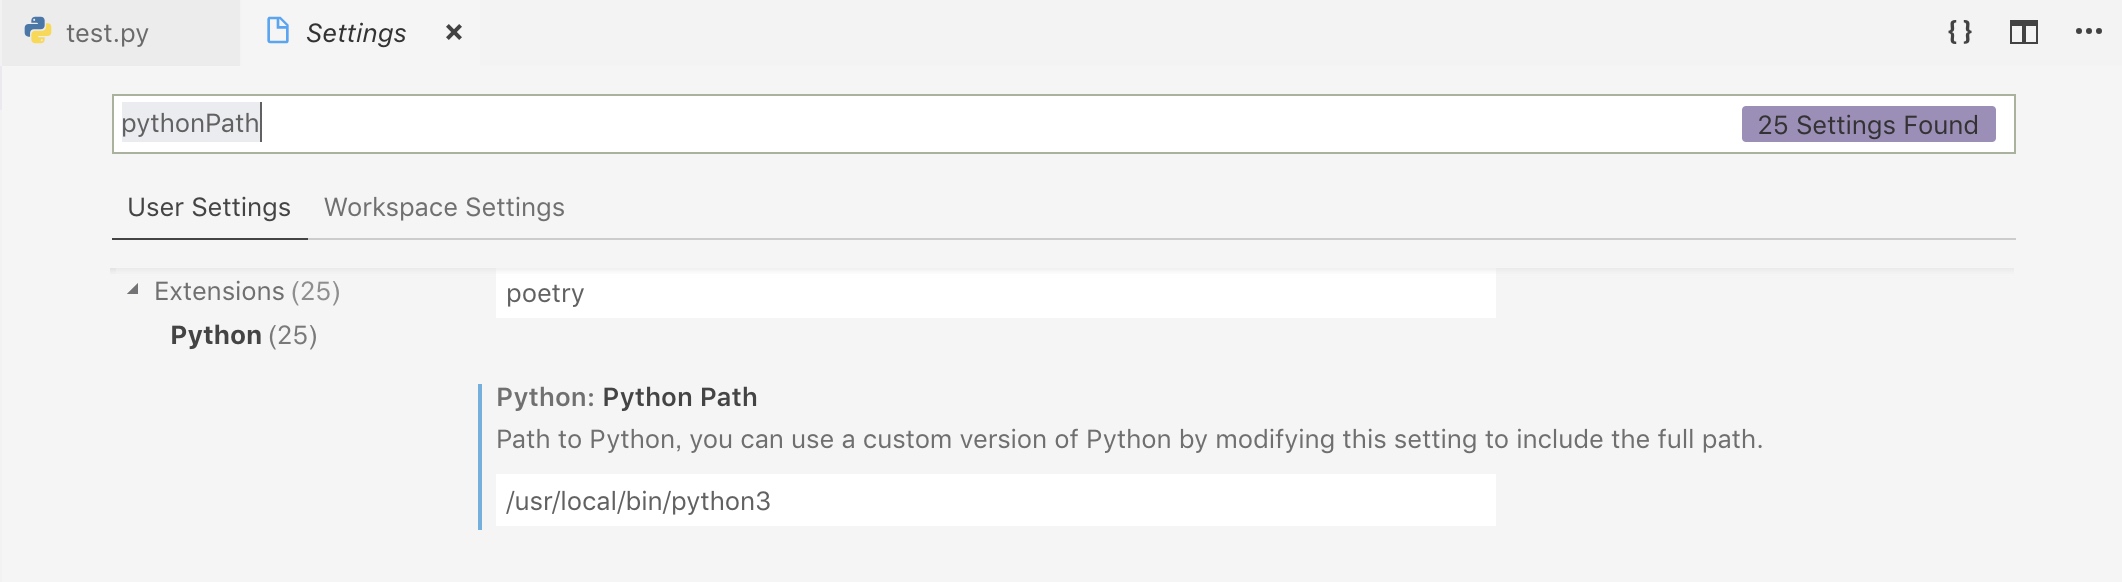 test.py Settings
pythonPath 25 Settings Found
User Settings Workspace Settings
Extensions (25)
Python (25)
poetry
Python: Python Path
Path to Python, you can use a custom version of Python by modifying this setting to include the full path.
/usr/local/bin/python3